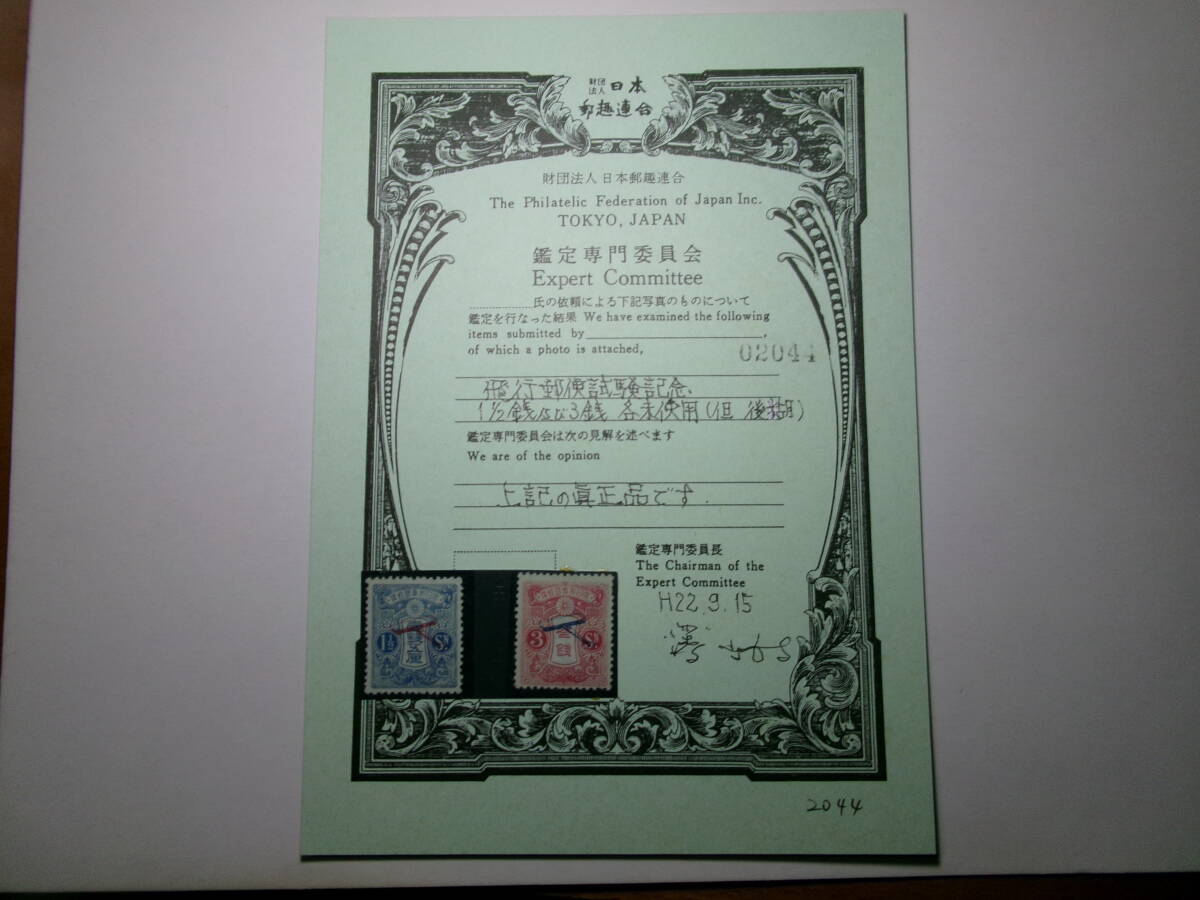 財団法人 日本
郵趣連合
財団法人 日本郵趣連合
The Philatelic Federation of Japan Inc.
TOKYO, JAPAN
鑑定専門委員会
Expert Committee
氏の依頼による下記写真のものについて
鑑定を行なった結果 We have examined the following
items submitted by
of which a photo is attached,
02044
飛行郵便試験記念
1½銭及び3銭 各未使用(但 後糊)
鑑定専門委員会は次の見解を述べます
We are of the opinion
上記の眞正品です.
鑑定専門委員長
The Chairman of the
Expert Committee
H22.9.15
1½ Sn
3 Sn
2044